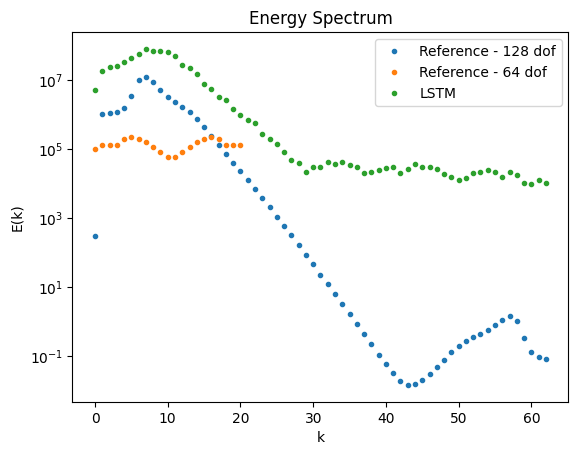 Energy Spectrum
Reference - 128 dof
Reference - 64 dof
LSTM
E(k)
10^7
10^5
10^3
10^1
10^−1
0 10 20 30 40 50 60
k